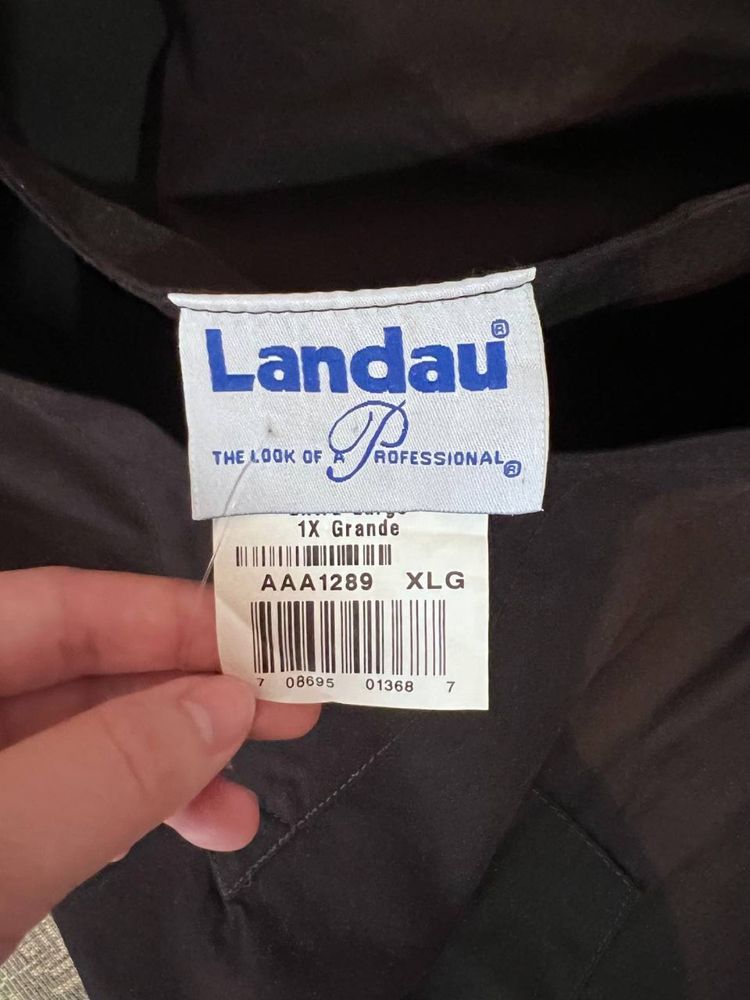 Landau®
THE LOOK OF A PROFESSIONAL®
1X Grande
AAA1289 XLG
7 08695 01368 7